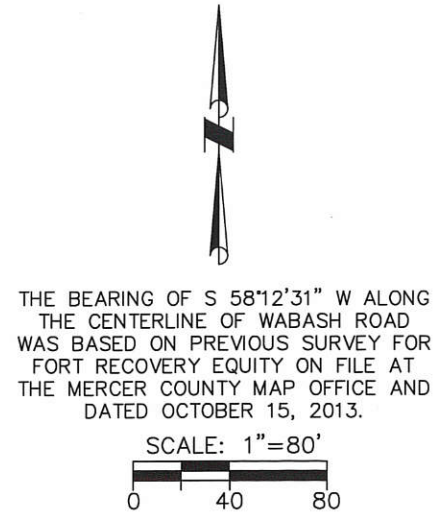 N
THE BEARING OF S 58°12'31" W ALONG
THE CENTERLINE OF WABASH ROAD
WAS BASED ON PREVIOUS SURVEY FOR
FORT RECOVERY EQUITY ON FILE AT
THE MERCER COUNTY MAP OFFICE AND
DATED OCTOBER 15, 2013.
SCALE: 1"=80'
0 40 80